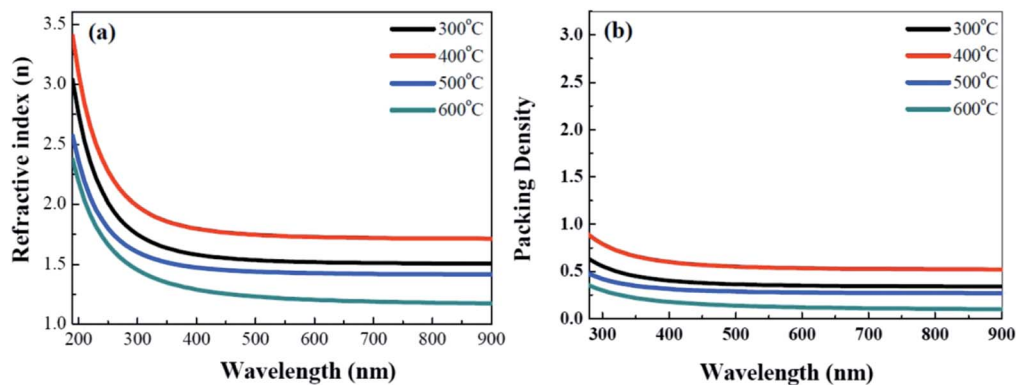 (a)
300°C
400°C
500°C
600°C
Refractive index (n)
3.5
3.0
2.5
2.0
1.5
1.0
200 300 400 500 600 700 800 900
Wavelength (nm)
(b)
300°C
400°C
500°C
600°C
Packing Density
3.0
2.5
2.0
1.5
1.0
0.5
0.0
300 400 500 600 700 800 900
Wavelength (nm)